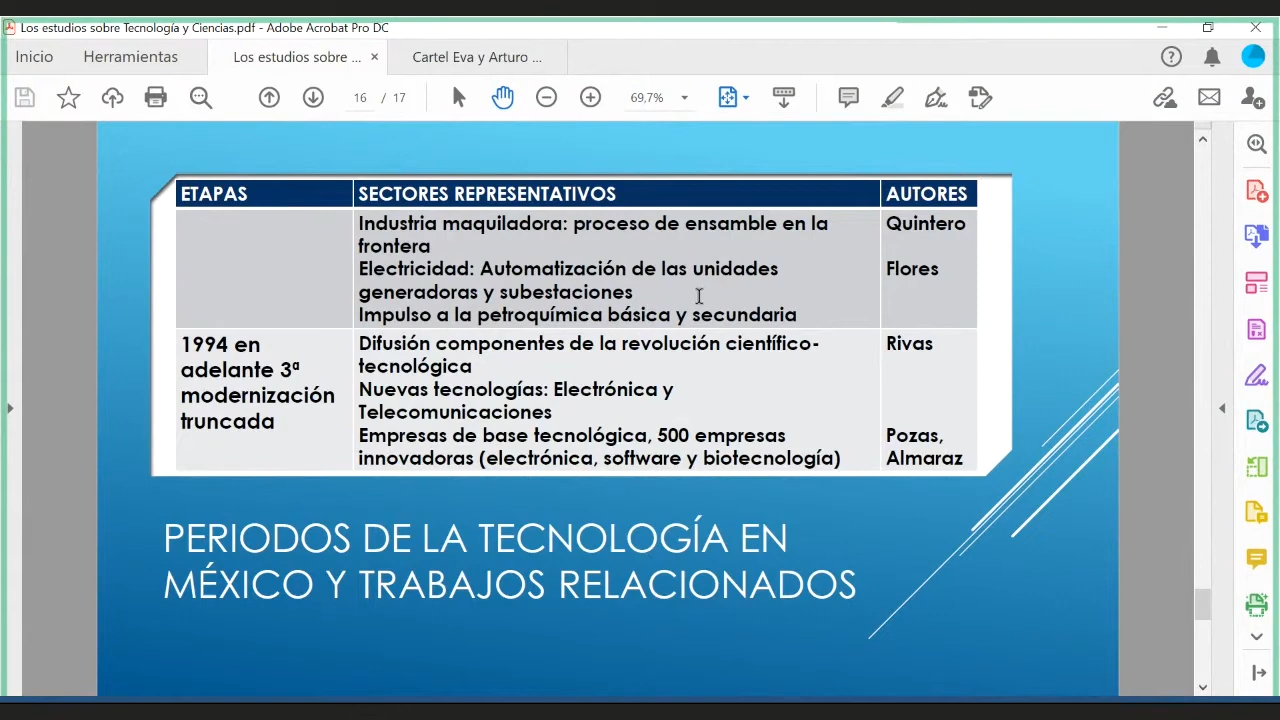 Los estudios sobre Tecnología y Ciencias.pdf - Adobe Acrobat Pro DC
Inicio
Herramientas
Los estudios sobre ...
Cartel Eva y Arturo ...
16 / 17
69,7%
ETAPAS
SECTORES REPRESENTATIVOS
AUTORES
Industria maquiladora: proceso de ensamble en la
frontera
Quintero
Electricidad: Automatización de las unidades
generadoras y subestaciones
Flores
Impulso a la petroquímica básica y secundaria
1994 en
adelante 3ª
modernización
truncada
Difusión componentes de la revolución científico-
tecnológica
Rivas
Nuevas tecnologías: Electrónica y
Telecomunicaciones
Empresas de base tecnológica, 500 empresas
innovadoras (electrónica, software y biotecnología)
Pozas,
Almaraz
PERIODOS DE LA TECNOLOGÍA EN
MÉXICO Y TRABAJOS RELACIONADOS